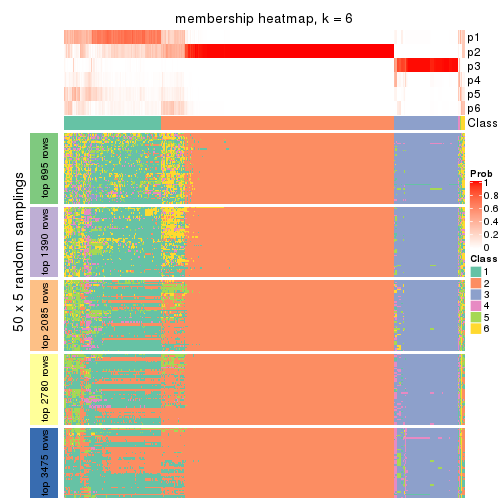 membership heatmap, k = 6
p1
p2
p3
p4
p5
p6
Class
50 x 5 random samplings
top 695 rows
top 1390 rows
top 2085 rows
top 2780 rows
top 3475 rows
Prob
1
0.8
0.6
0.4
0.2
0
Class
1
2
3
4
5
6